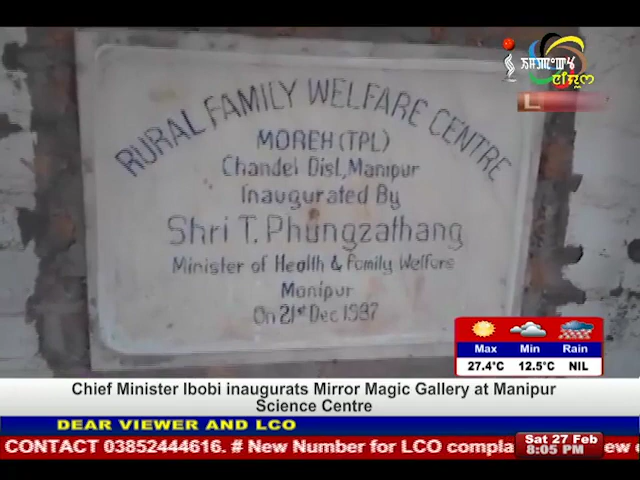 RURAL FAMILY WELFARE CENTRE
MOREH (TPL)
Chandel Dist, Manipur
Inaugurated By
Shri T. Phungzathang
Minister of Health & Family Welfare
Manipur
On 21st Dec 1987
Max Min Rain
27.4°C 12.5°C NIL
Chief Minister Ibobi inaugurats Mirror Magic Gallery at Manipur
Science Centre
DEAR VIEWER AND LCO
CONTACT 03852444616. # New Number for LCO compla
Sat 27 Feb
8:05 PM